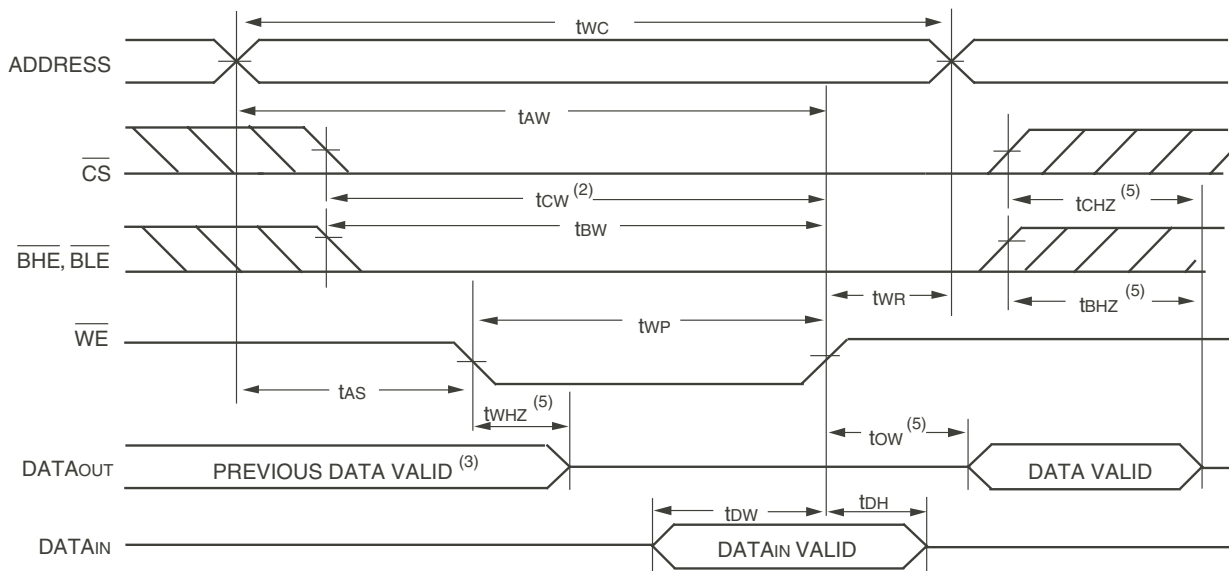 tWC
ADDRESS
tAW
CS
tCW (2)
tCHZ (5)
tBW
BHE, BLE
tWR
tBHZ (5)
tWP
WE
tAS
tWHZ (5)
tOW (5)
DATAOUT
PREVIOUS DATA VALID (3)
DATA VALID
tDW
tDH
DATAIN
DATAIN VALID